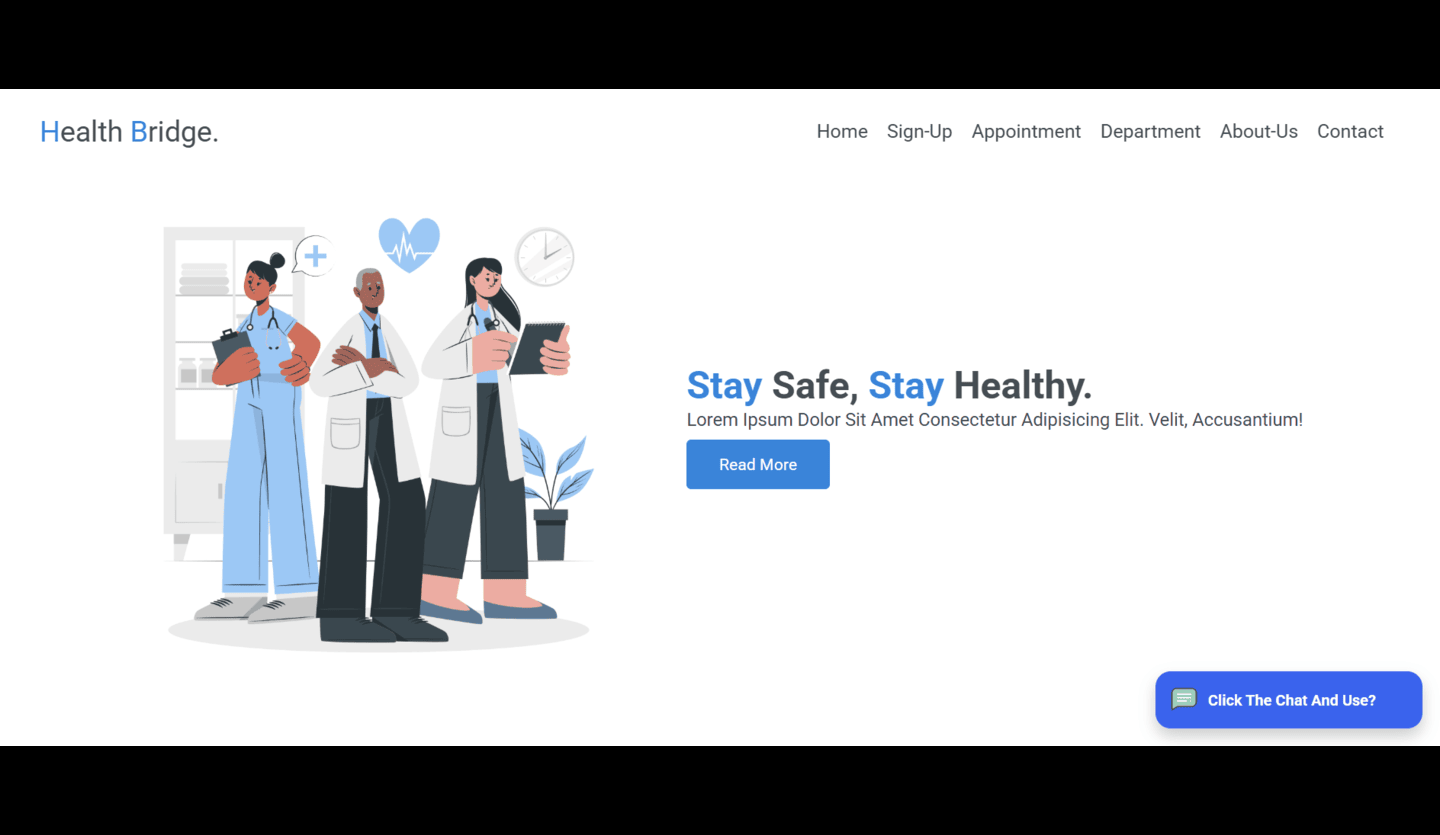 Health Bridge.
Home Sign-Up Appointment Department About-Us Contact
Stay Safe, Stay Healthy.
Lorem Ipsum Dolor Sit Amet Consectetur Adipisicing Elit. Velit, Accusantium!
Read More
Click The Chat And Use?